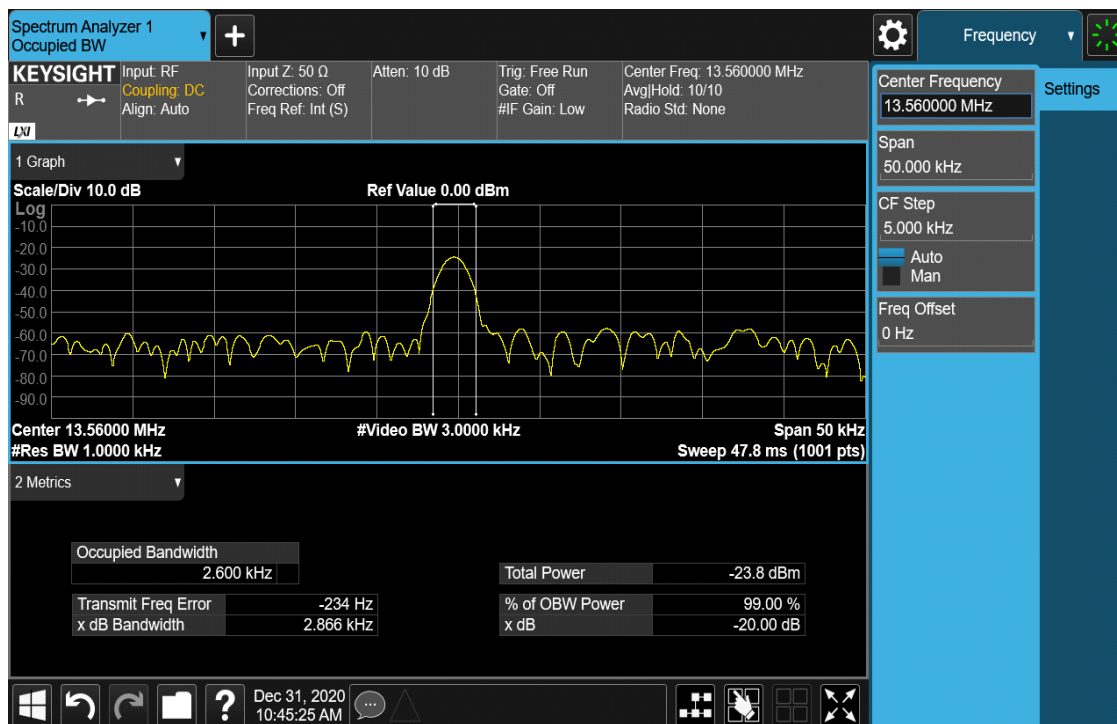 Spectrum Analyzer 1
Occupied BW
Frequency
KEYSIGHT
R
LXI
Input: RF
Coupling: DC
Align: Auto
Input Z: 50 Ω
Corrections: Off
Freq Ref: Int (S)
Atten: 10 dB
Trig: Free Run
Gate: Off
#IF Gain: Low
Center Freq: 13.560000 MHz
Avg|Hold: 10/10
Radio Std: None
Center Frequency
13.560000 MHz
Settings
Span
50.000 kHz
CF Step
5.000 kHz
Auto
Man
Freq Offset
0 Hz
1 Graph
Scale/Div 10.0 dB
Ref Value 0.00 dBm
Log
-10.0
-20.0
-30.0
-40.0
-50.0
-60.0
-70.0
-80.0
-90.0
Center 13.56000 MHz
#Video BW 3.0000 kHz
Span 50 kHz
#Res BW 1.0000 kHz
Sweep 47.8 ms (1001 pts)
2 Metrics
Occupied Bandwidth
2.600 kHz
Total Power -23.8 dBm
Transmit Freq Error -234 Hz
% of OBW Power 99.00 %
x dB Bandwidth 2.866 kHz
x dB -20.00 dB
?
Dec 31, 2020
10:45:25 AM